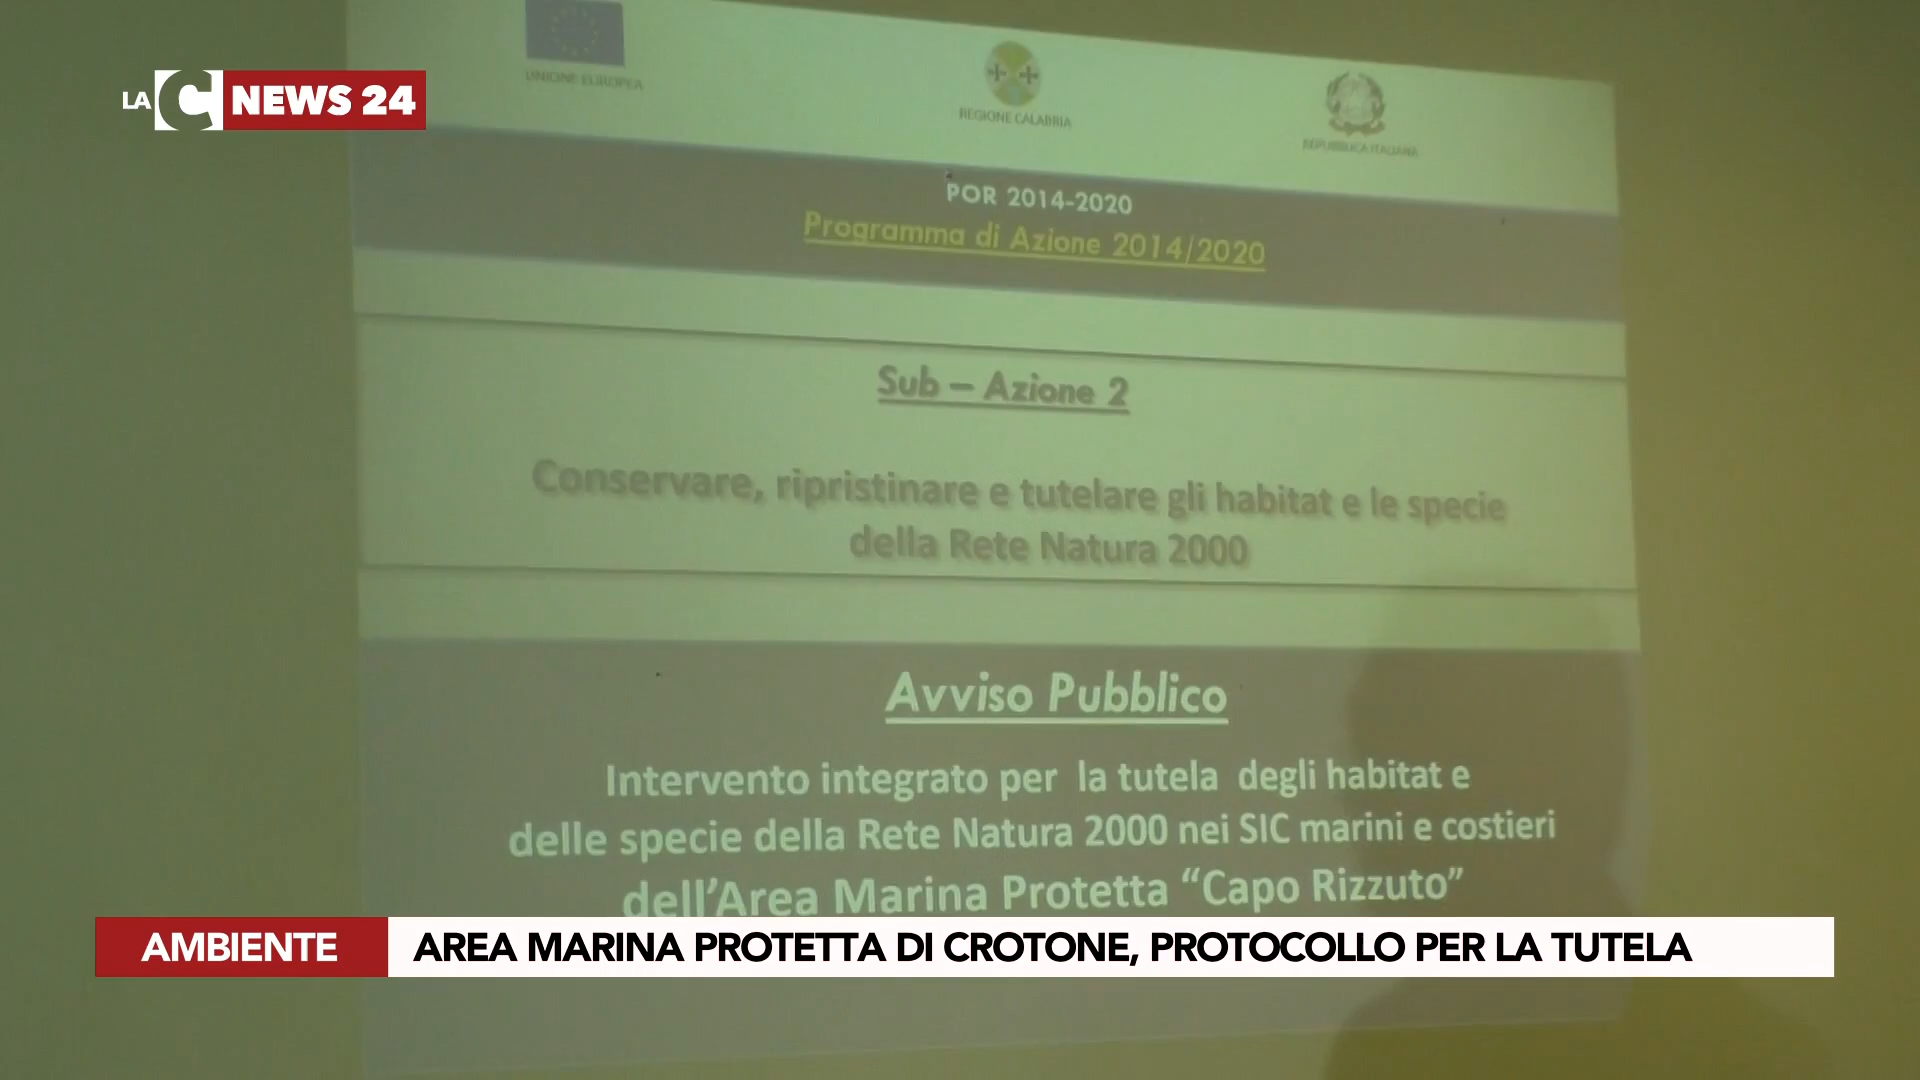 LA C NEWS 24
UNIONE EUROPEA
REGIONE CALABRIA
REPUBBLICA ITALIANA
POR 2014-2020
Programma di Azione 2014/2020
Sub – Azione 2
Conservare, ripristinare e tutelare gli habitat e le specie
della Rete Natura 2000
Avviso Pubblico
Intervento integrato per la tutela degli habitat e
delle specie della Rete Natura 2000 nei SIC marini e costieri
dell'Area Marina Protetta “Capo Rizzuto”
AMBIENTE AREA MARINA PROTETTA DI CROTONE, PROTOCOLLO PER LA TUTELA